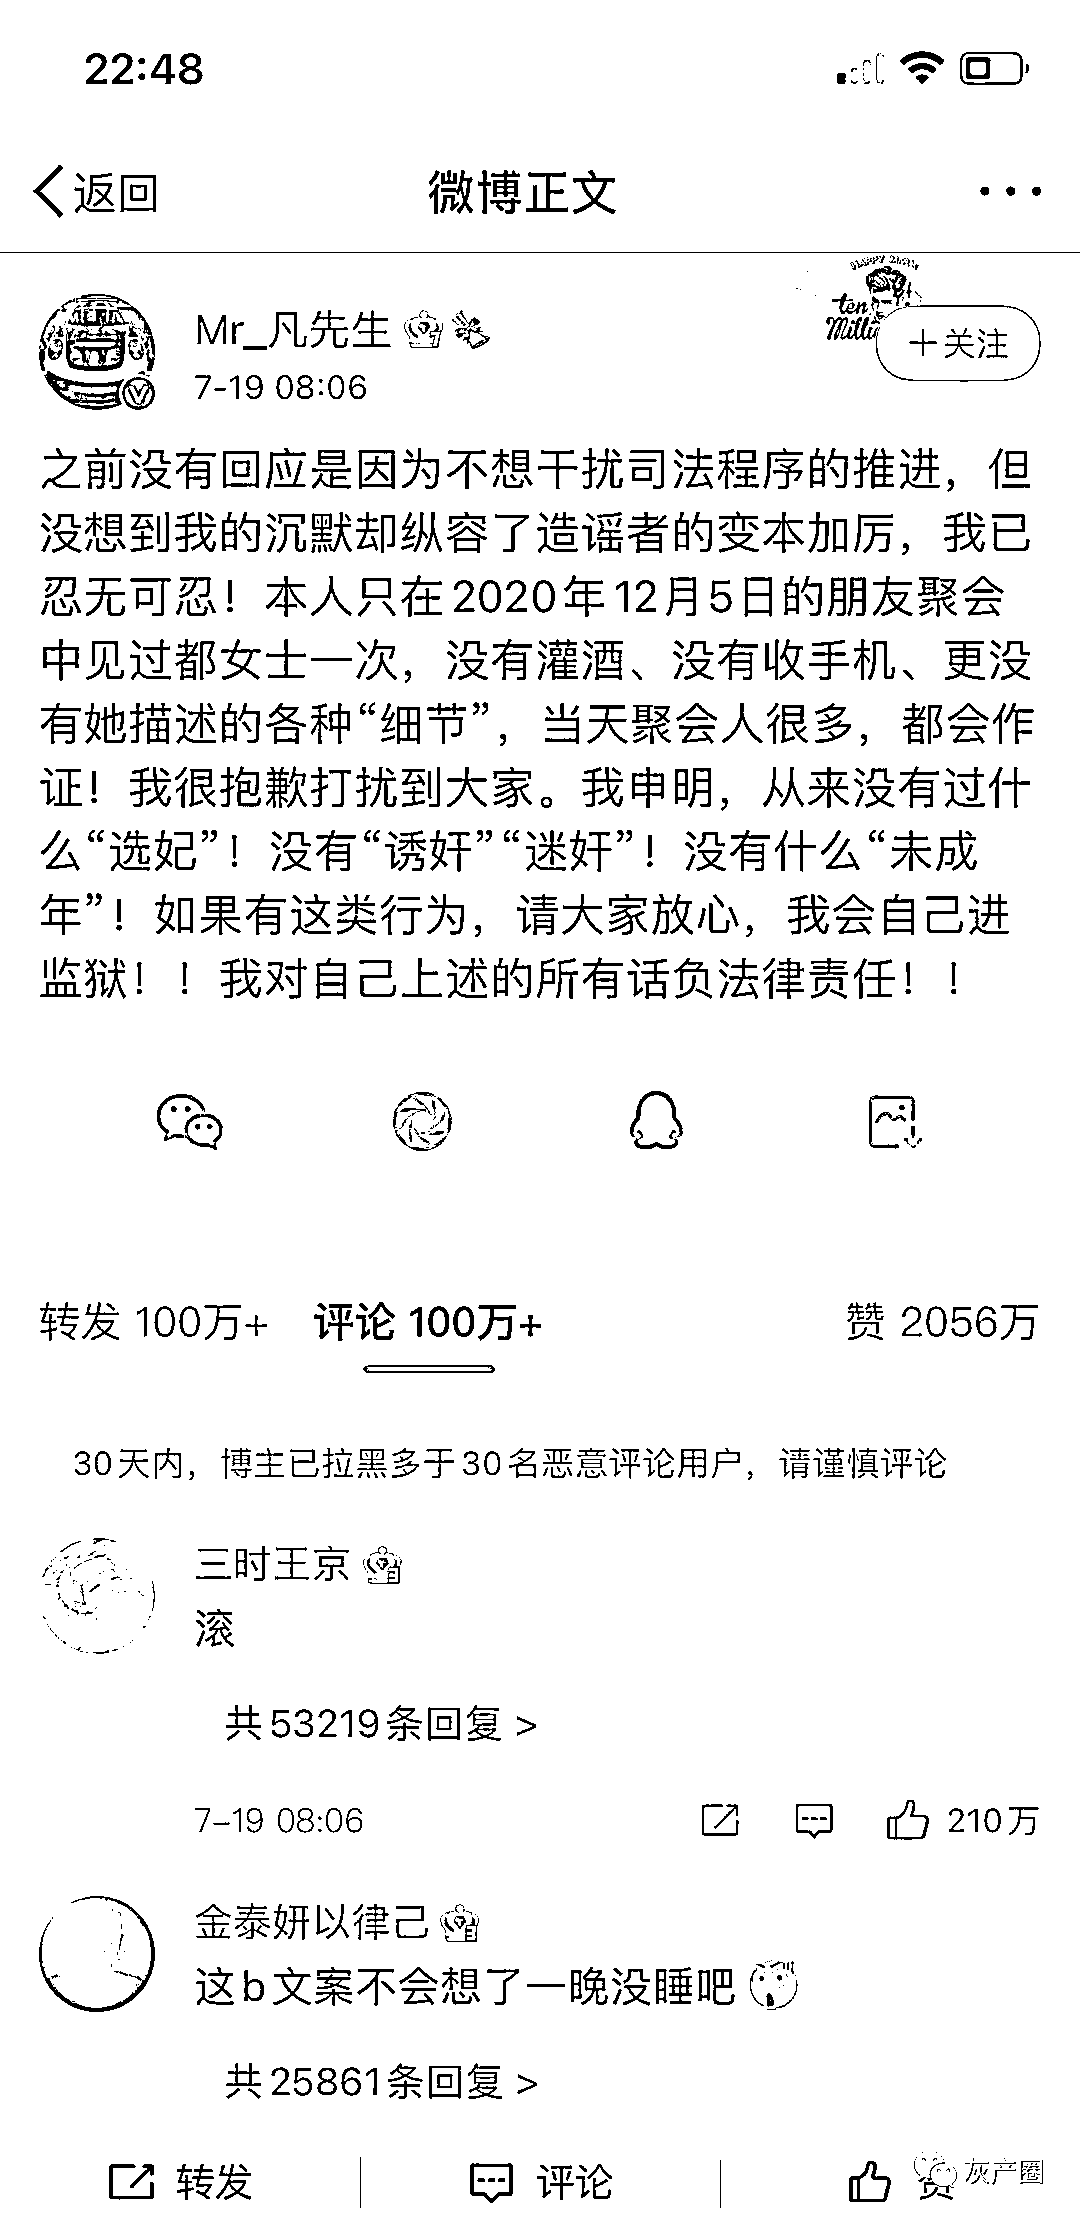 22:48
返回
微博正文
HAPPY
ten
Mr_凡先生
+关注
7-19 08:06
之前没有回应是因为不想干扰司法程序的推进，但
没想到我的沉默却纵容了造谣者的变本加厉，我已
忍无可忍！本人只在2020年12月5日的朋友聚会
中见过都女士一次，没有灌酒、没有收手机、更没
有她描述的各种“细节”，当天聚会人很多，都会作
证！我很抱歉打扰到大家。我申明，从来没有过什
么“选妃”！没有“诱奸”“迷奸”！没有什么“未成
年”！如果有这类行为，请大家放心，我会自己进
监狱！！我对自己上述的所有话负法律责任！！
转发 100万+ 评论 100万+ 赞 2056万
30天内，博主已拉黑多于30名恶意评论用户，请谨慎评论
三时王京
滚
共53219条回复 >
7-19 08:06 210万
金泰妍以律己
这b文案不会想了一晚没睡吧
共25861条回复 >
转发 评论 赞
灰产圈